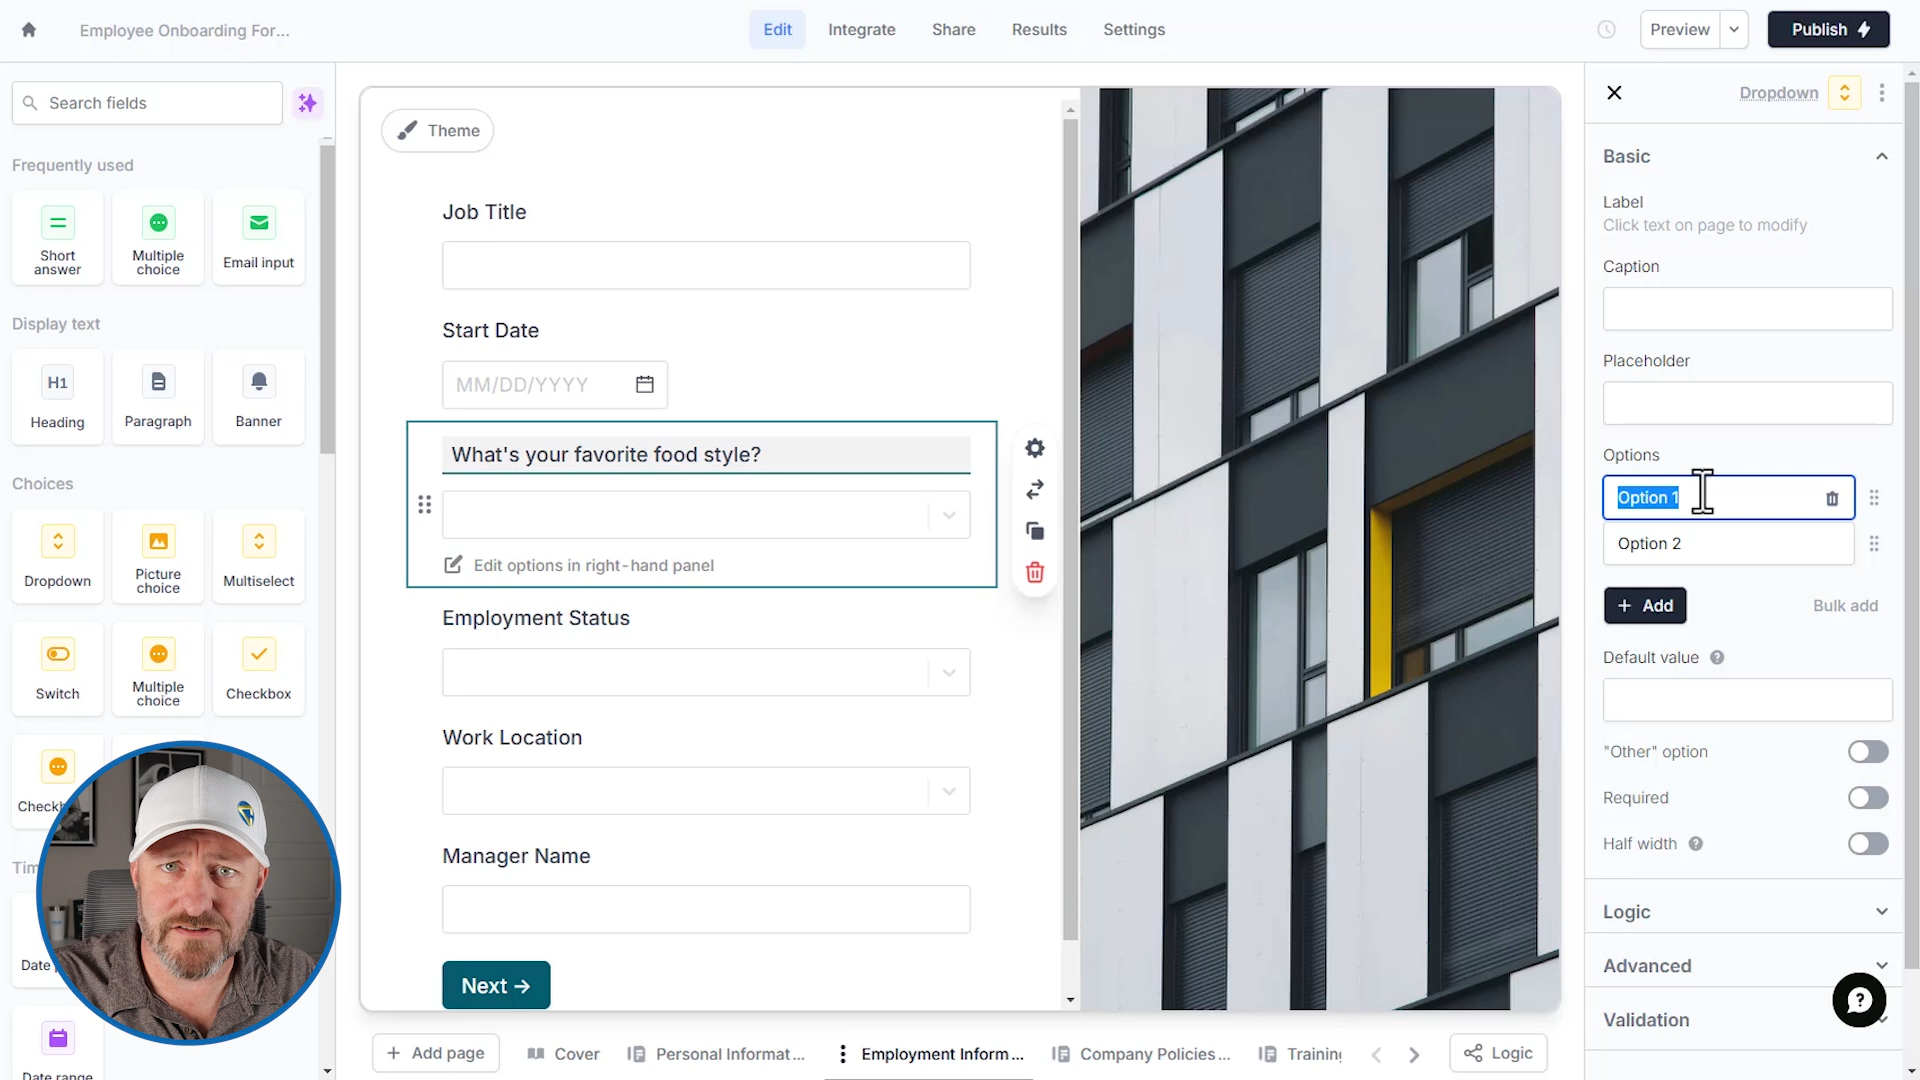 Employee Onboarding For...
Edit
Integrate
Share
Results
Settings
Preview
Publish
Search fields
Frequently used
Short
answer
Multiple
choice
Email input
Display text
H1
Heading
Paragraph
Banner
Choices
Dropdown
Picture
choice
Multiselect
Switch
Multiple
choice
Checkbox
Date range
Theme
Job Title
Start Date
MM/DD/YYYY
What's your favorite food style?
Edit options in right-hand panel
Employment Status
Work Location
Manager Name
Next →
Add page
Cover
Personal Informat...
Employment Inform...
Company Policies...
Training
Logic
Dropdown
Basic
Label
Click text on page to modify
Caption
Placeholder
Options
Option 1
Option 2
+ Add
Bulk add
Default value
"Other" option
Required
Half width
Logic
Advanced
Validation